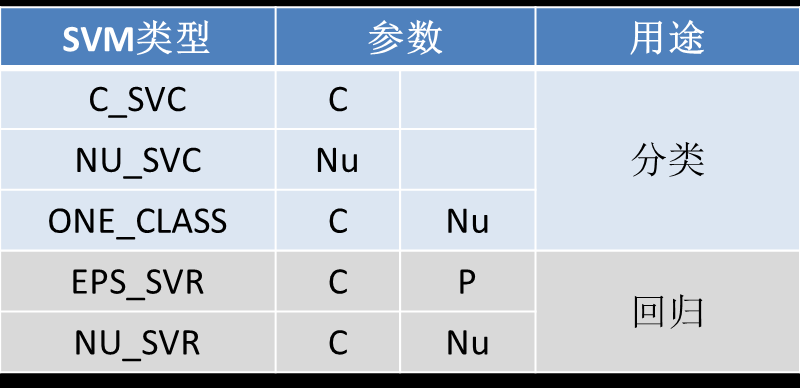 SVM类型 参数 用途
C_SVC C
NU_SVC Nu
分类
ONE_CLASS C Nu
EPS_SVR C P
回归
NU_SVR C Nu